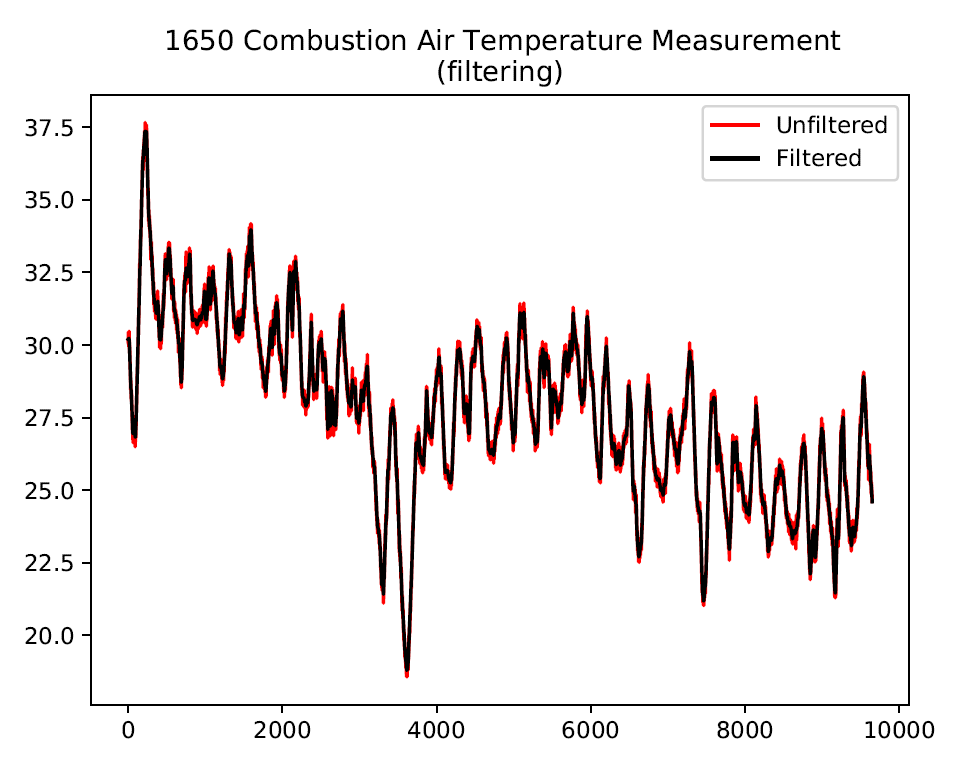 1650 Combustion Air Temperature Measurement
(filtering)
Unfiltered
Filtered
37.5
35.0
32.5
30.0
27.5
25.0
22.5
20.0
0 2000 4000 6000 8000 10000